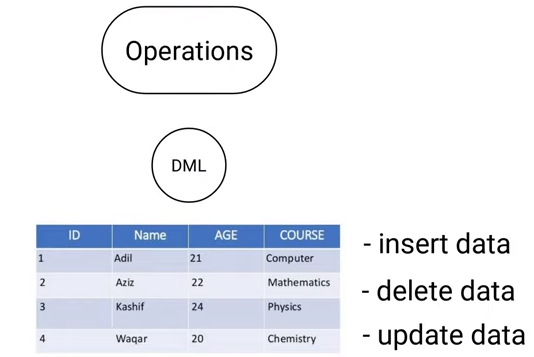 Operations
DML
ID Name AGE COURSE
1 Adil 21 Computer
2 Aziz 22 Mathematics
3 Kashif 24 Physics
4 Waqar 20 Chemistry
- insert data
- delete data
- update data